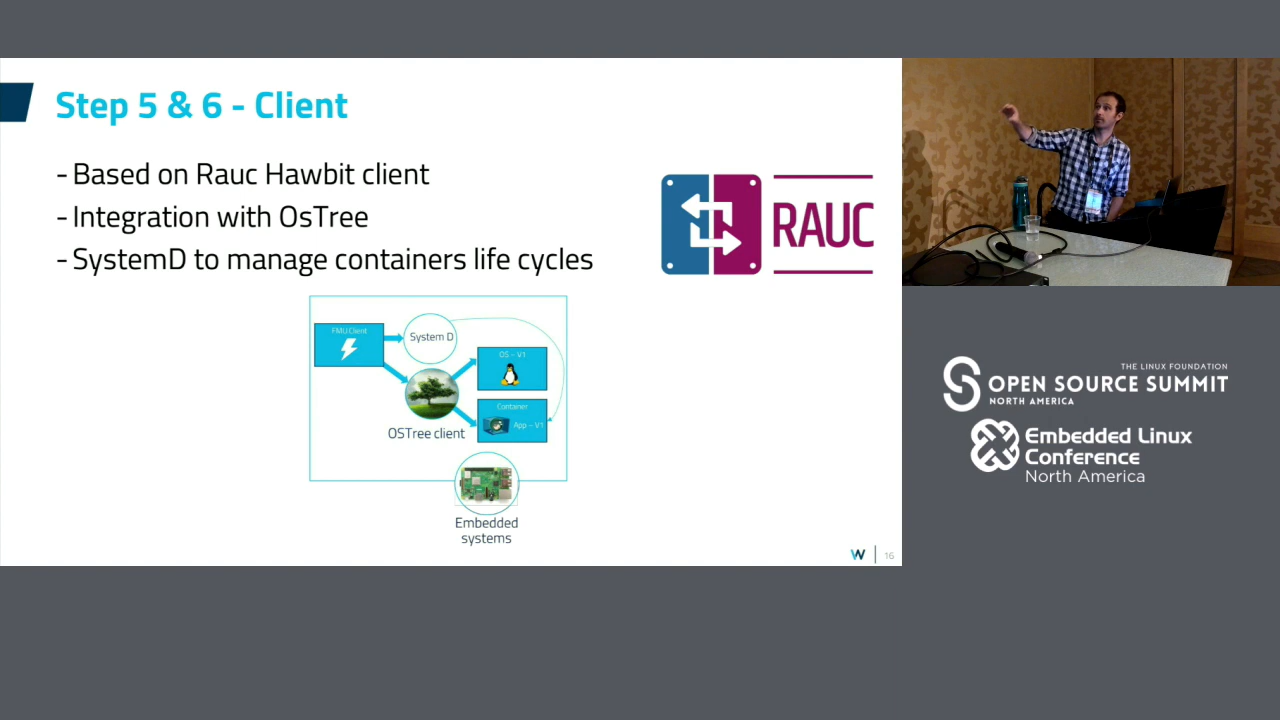 Step 5 & 6 - Client
- Based on Rauc Hawbit client
- Integration with OsTree
- SystemD to manage containers life cycles
RAUC
FMU Client
System D
OS – V1
Container
App – V1
OSTree client
Embedded
systems
W
16
THE LINUX FOUNDATION
OPEN SOURCE SUMMIT
NORTH AMERICA
Embedded Linux
Conference
North America